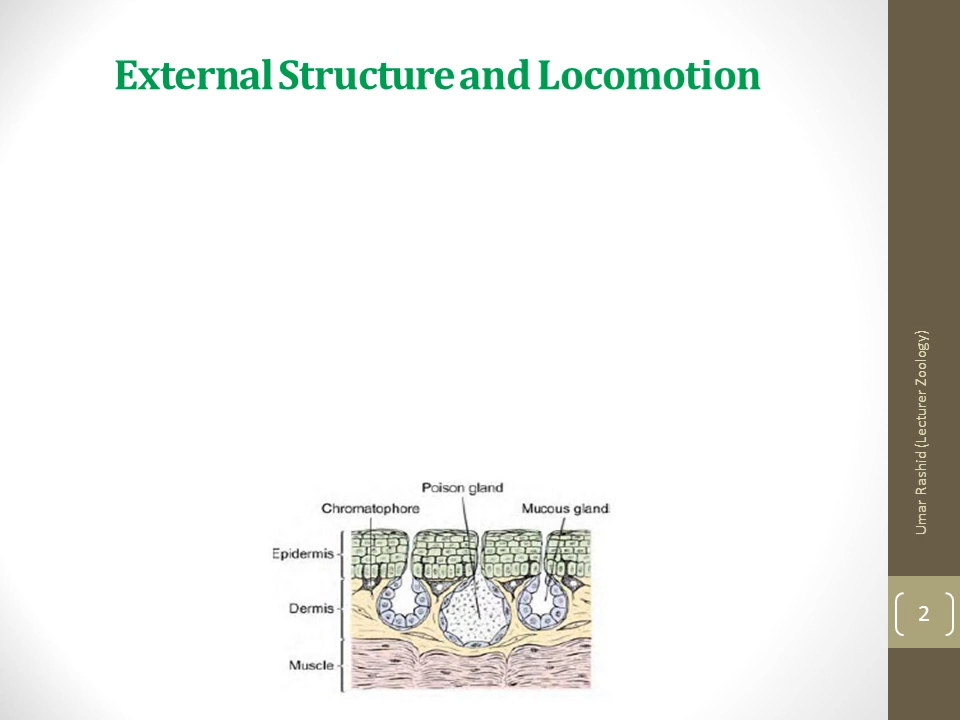 External Structure and Locomotion
Poison gland
Chromatophore
Mucous gland
Epidermis
Dermis
Muscle
Umar Rashid (Lecturer Zoology)
2